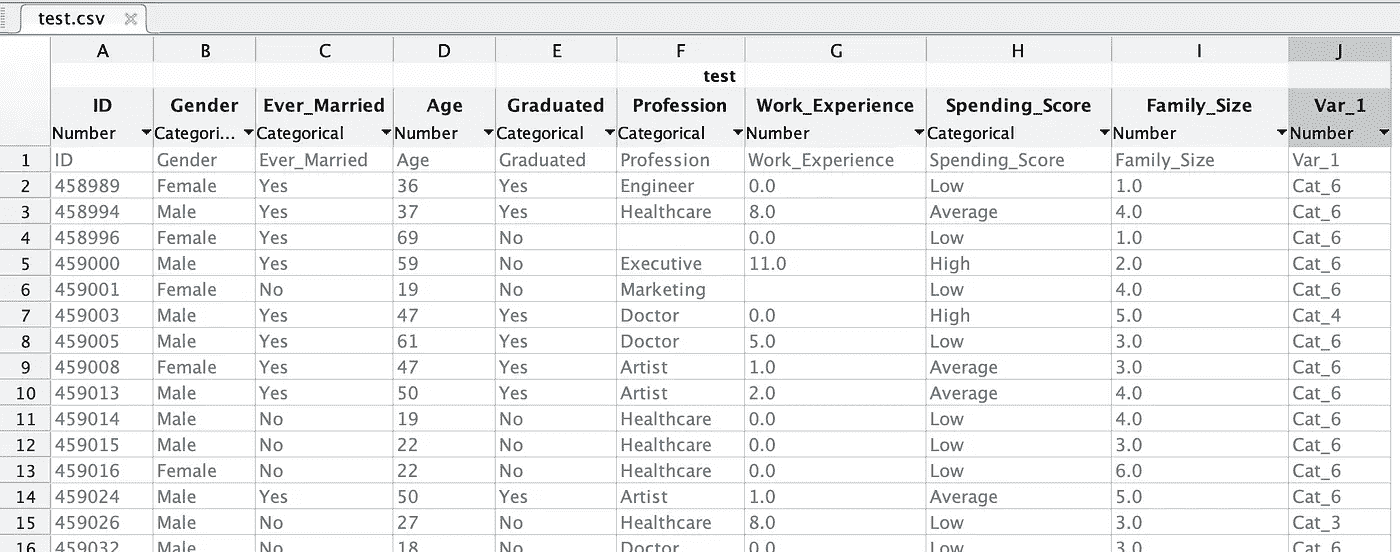 test.csv
A B C D E F G H I J
test
ID Gender Ever_Married Age Graduated Profession Work_Experience Spending_Score Family_Size Var_1
Number Categori... Categorical Number Categorical Categorical Number Categorical Number Number
1 ID Gender Ever_Married Age Graduated Profession Work_Experience Spending_Score Family_Size Var_1
2 458989 Female Yes 36 Yes Engineer 0.0 Low 1.0 Cat_6
3 458994 Male Yes 37 Yes Healthcare 8.0 Average 4.0 Cat_6
4 458996 Female Yes 69 No 0.0 Low 1.0 Cat_6
5 459000 Male Yes 59 No Executive 11.0 High 2.0 Cat_6
6 459001 Female No 19 No Marketing Low 4.0 Cat_6
7 459003 Male Yes 47 Yes Doctor 0.0 High 5.0 Cat_4
8 459005 Male Yes 61 Yes Doctor 5.0 Low 3.0 Cat_6
9 459008 Female Yes 47 Yes Artist 1.0 Average 3.0 Cat_6
10 459013 Male Yes 50 Yes Artist 2.0 Average 4.0 Cat_6
11 459014 Male No 19 No Healthcare 0.0 Low 4.0 Cat_6
12 459015 Male No 22 No Healthcare 0.0 Low 3.0 Cat_6
13 459016 Female No 22 No Healthcare 0.0 Low 6.0 Cat_6
14 459024 Male Yes 50 Yes Artist 1.0 Average 5.0 Cat_6
15 459026 Male No 27 No Healthcare 8.0 Low 3.0 Cat_3
16 459032 Male No 18 No Doctor 0.0 Low 3.0 Cat_6